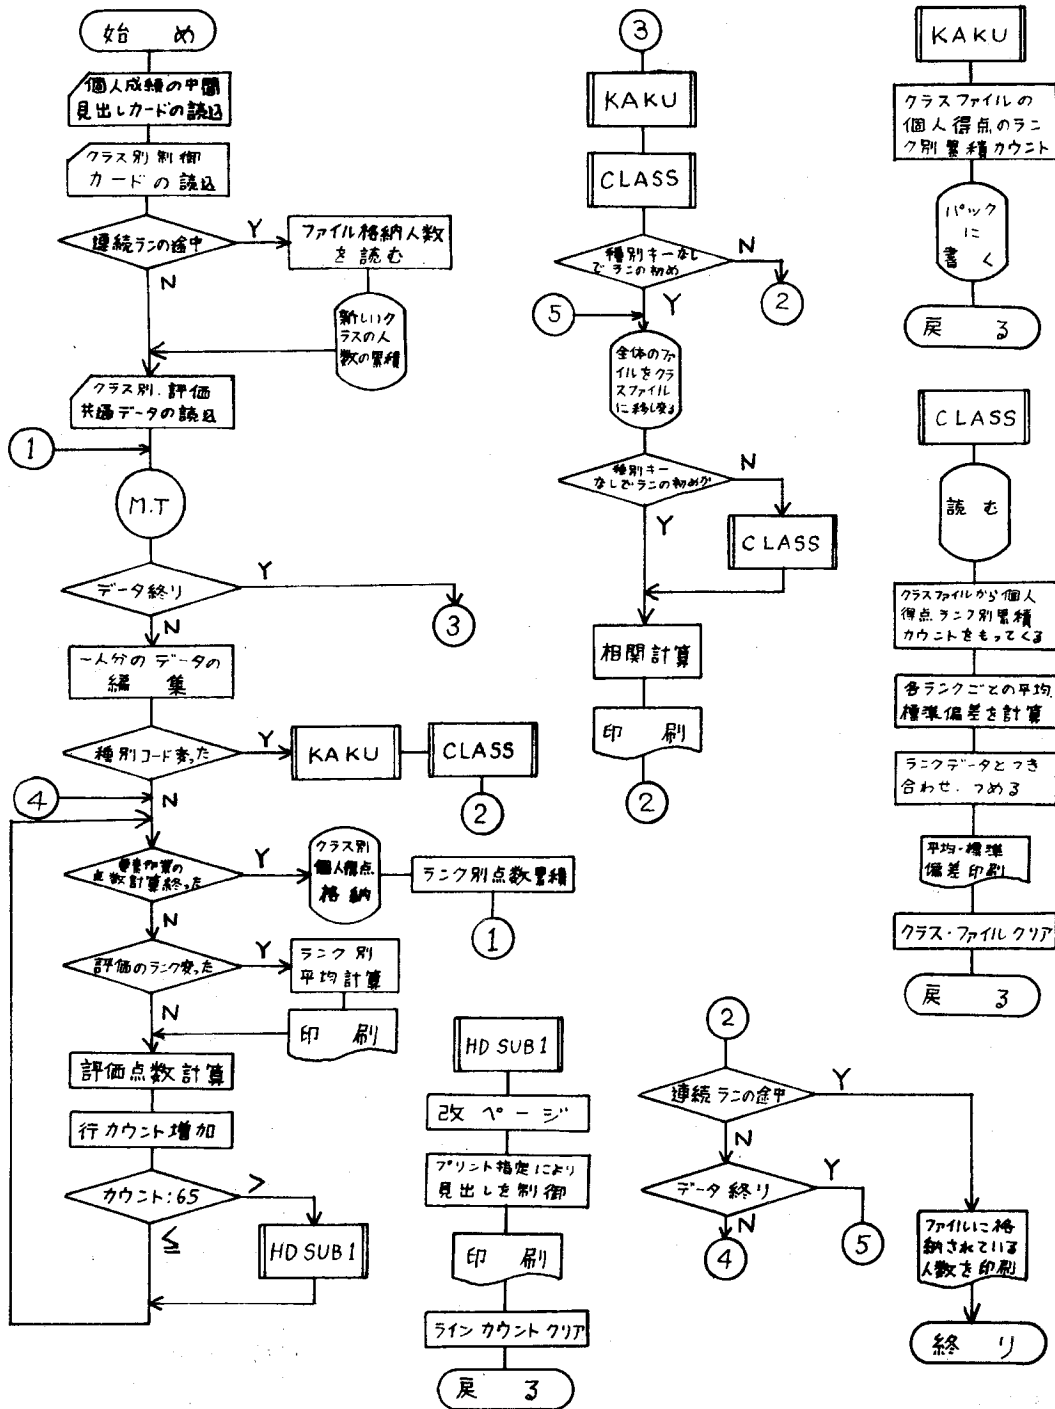 始 め
個人成績の中間
見出しカードの読込
クラス別制御
カードの読込
連続ランの途中
Y
N
ファイル格納人数
を読む
新しいク
ラスの人
数の累積
クラス別.評価
共通データの読込
1
M.T
データ終り
Y
N
3
一人分のデータの
編 集
種別コード変った
Y
N
KAKU
CLASS
2
4
点数計算終った
Y
N
クラス別
個人得点
格納
ランク別点数累積
1
評価のランク変った
Y
N
ランク別
平均計算
印 刷
評価点数計算
行カウント増加
カウント:65
>
≦
HD SUB1
3
KAKU
CLASS
種別キーなし
でランの初め
N
Y
2
5
全体のファ
イルをクラ
スファイル
に移し変る
種別キー
なしでランの初めか
N
Y
CLASS
相関計算
印 刷
2
HD SUB1
改ページ
プリント指定により
見出しを制御
印 刷
ラインカウントクリア
戻 る
KAKU
クラスファイルの
個人得点のラン
ク別累積カウント
パック
に
書く
戻 る
CLASS
読む
クラスファイルから個人
得点ランク別累積
カウントをもってくる
各ランクごとの平均.
標準偏差を計算
ランクデータとつき
合わせ.つめる
平均・標準
偏差印刷
クラス・ファイルクリア
戻 る
2
連続ランの途中
Y
N
データ終り
Y
N
4
5
ファイルに格
納されている
人数を印刷
終 り